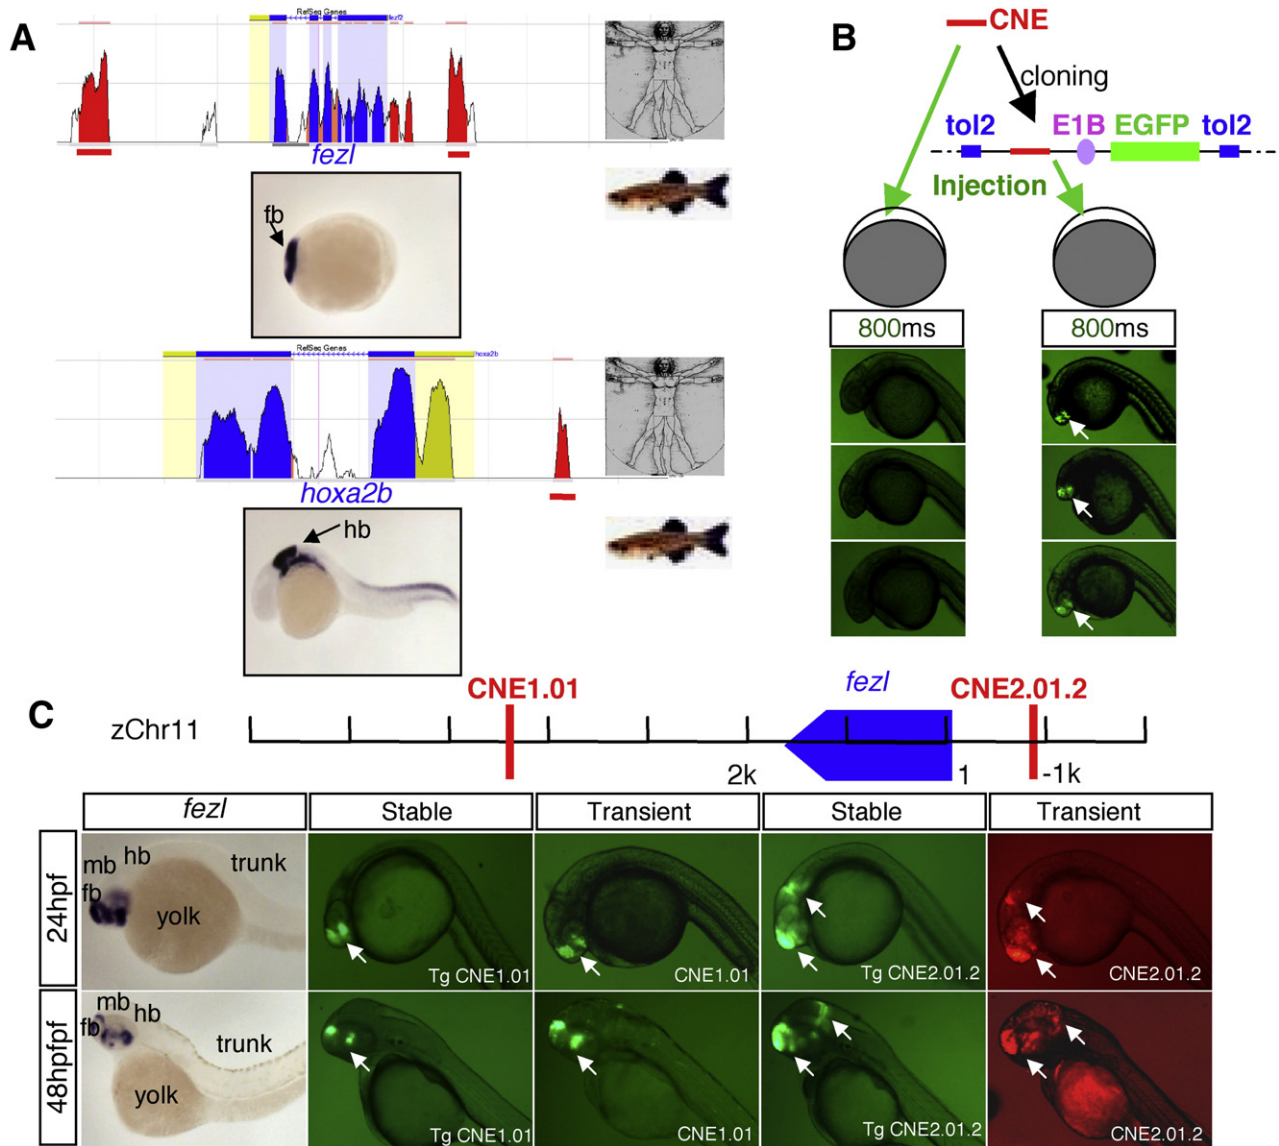 A
RefSeq Genes
fezf2
fezl
fb
RefSeq Genes
hoxa2b
hoxa2b
hb
B
CNE
cloning
tol2 E1B EGFP tol2
Injection
800ms 800ms
C
zChr11
CNE1.01
fezl
CNE2.01.2
2k
1
-1k
fezl Stable Transient Stable Transient
24hpf
mb hb trunk
fb
yolk
Tg CNE1.01
CNE1.01
Tg CNE2.01.2
CNE2.01.2
48hpfpf
mb hb
fb
trunk
yolk
Tg CNE1.01
CNE1.01
Tg CNE2.01.2
CNE2.01.2